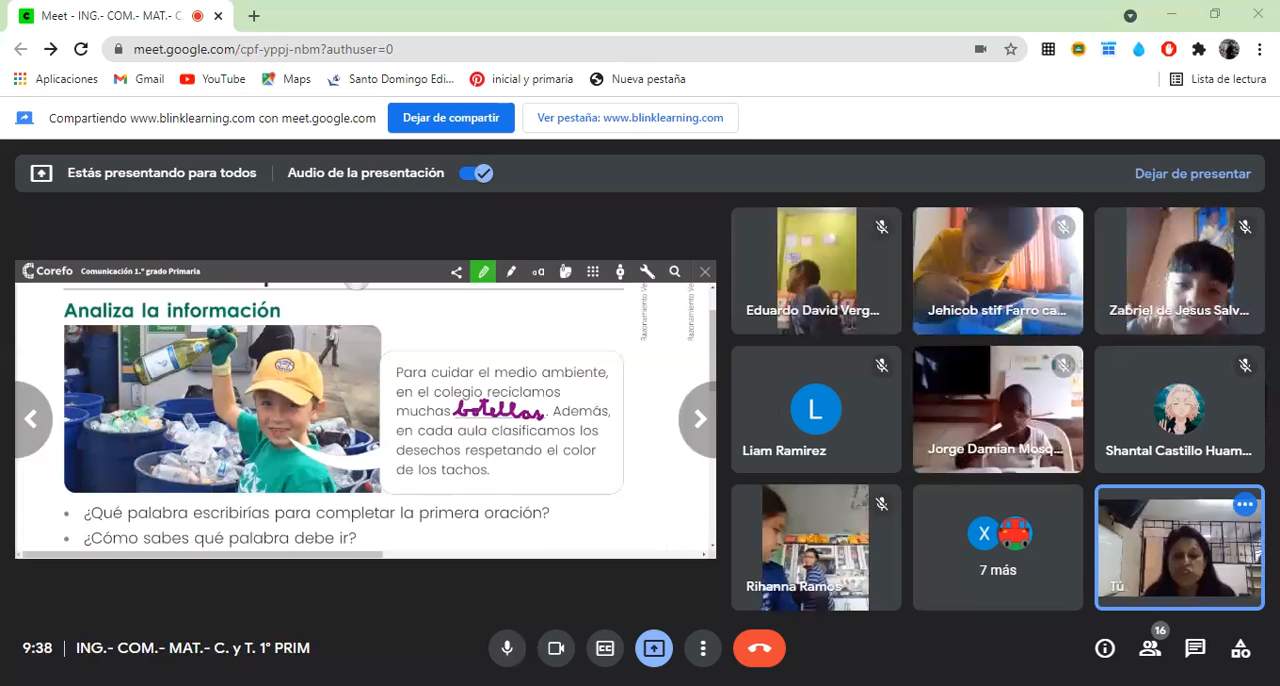 Meet - ING.- COM.- MAT.- C
meet.google.com/cpf-yppj-nbm?authuser=0
Aplicaciones Gmail YouTube Maps Santo Domingo Edi... inicial y primaria Nueva pestaña Lista de lectura
Compartiendo www.blinklearning.com con meet.google.com Dejar de compartir Ver pestaña: www.blinklearning.com
Estás presentando para todos Audio de la presentación Dejar de presentar
Corefo Comunicación 1.° grado Primaria
Analiza la información
Para cuidar el medio ambiente,
en el colegio reciclamos
muchas botellas. Además,
en cada aula clasificamos los
desechos respetando el color
de los tachos.
• ¿Qué palabra escribirías para completar la primera oración?
• ¿Cómo sabes qué palabra debe ir?
Razonamiento Ve
Razonamiento Ve
Eduardo David Verg...
Jehicob stif Farro ca...
Zabriel de Jesus Salv...
L
Liam Ramirez
Jorge Damian Mosq...
Shantal Castillo Huam...
Rihanna Ramos
X
7 más
Tú
9:38 ING.- COM.- MAT.- C. y T. 1° PRIM
16